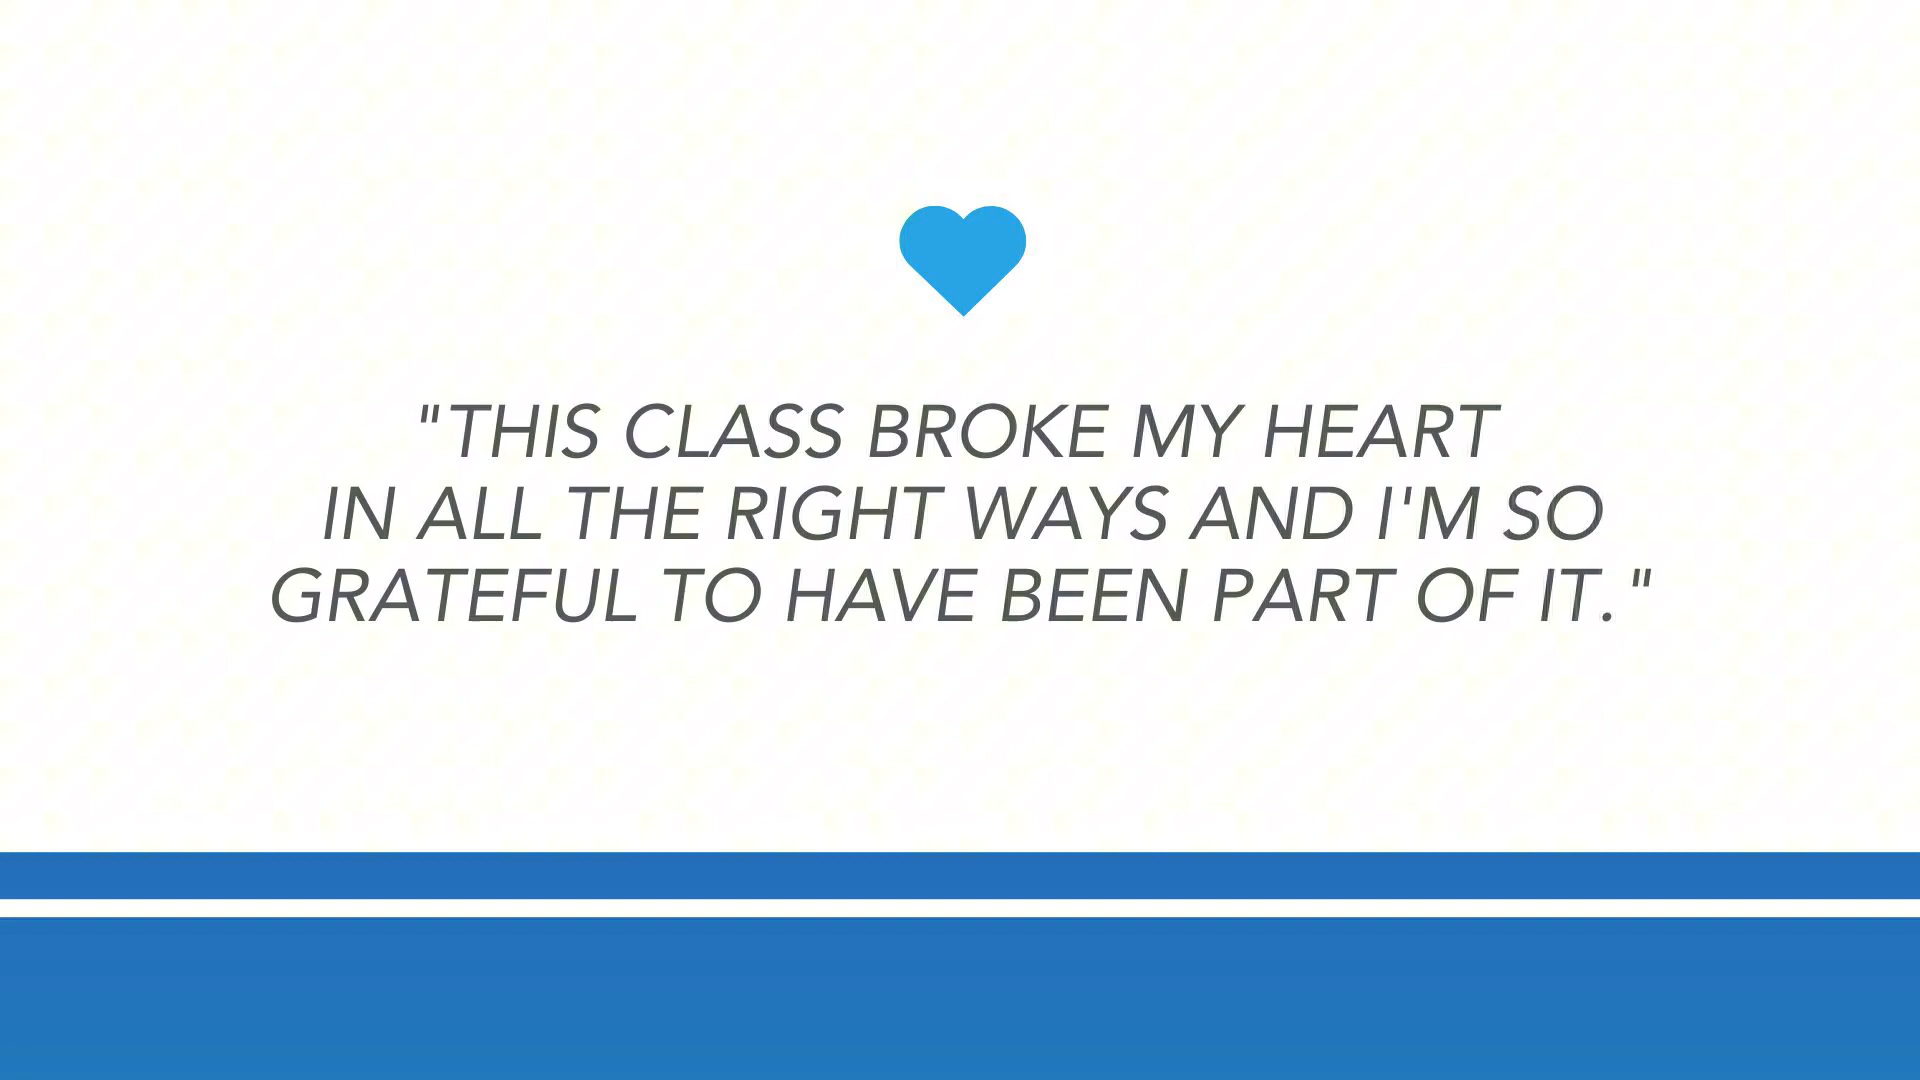 "THIS CLASS BROKE MY HEART
IN ALL THE RIGHT WAYS AND I'M SO
GRATEFUL TO HAVE BEEN PART OF IT."